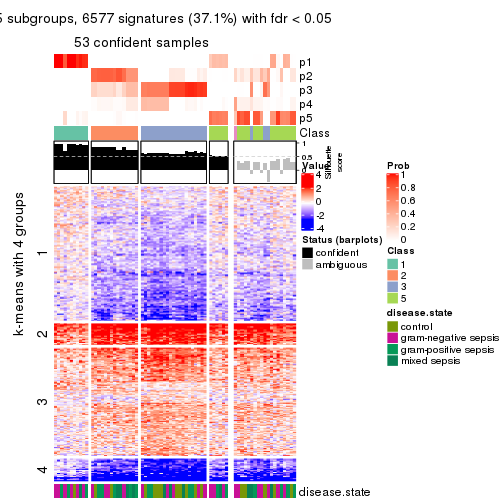 5 subgroups, 6577 signatures (37.1%) with fdr < 0.05
53 confident samples
p1
p2
p3
p4
p5
Class
1
0.5
0
Silhouette
score
k-means with 4 groups
1
2
3
4
disease.state
Value
4
2
0
-2
-4
Status (barplots)
confident
ambiguous
Prob
1
0.8
0.6
0.4
0.2
0
Class
1
2
3
5
disease.state
control
gram-negative sepsis
gram-positive sepsis
mixed sepsis